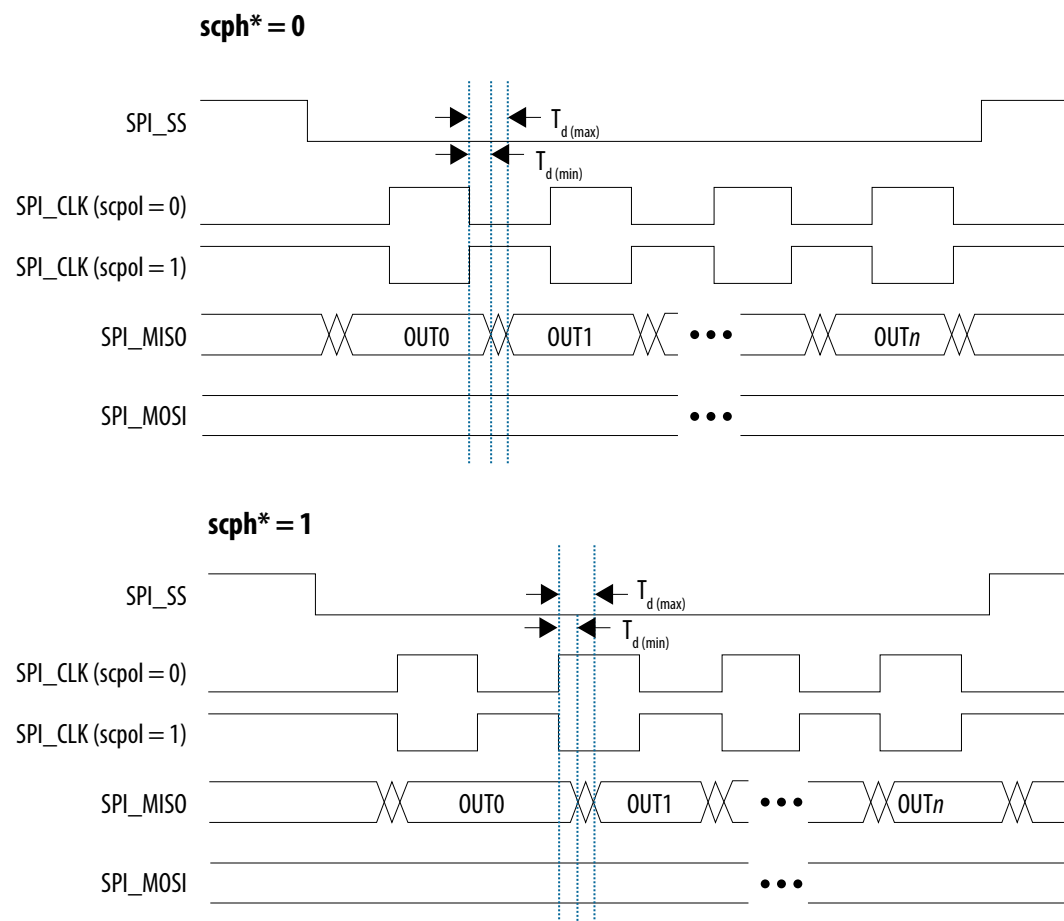 scph* = 0
SPI_SS
T d (max)
T d (min)
SPI_CLK (scpol = 0)
SPI_CLK (scpol = 1)
SPI_MISO OUT0 OUT1 ••• OUTn
SPI_MOSI •••
scph* = 1
SPI_SS
T d (max)
T d (min)
SPI_CLK (scpol = 0)
SPI_CLK (scpol = 1)
SPI_MISO OUT0 OUT1 ••• OUTn
SPI_MOSI •••